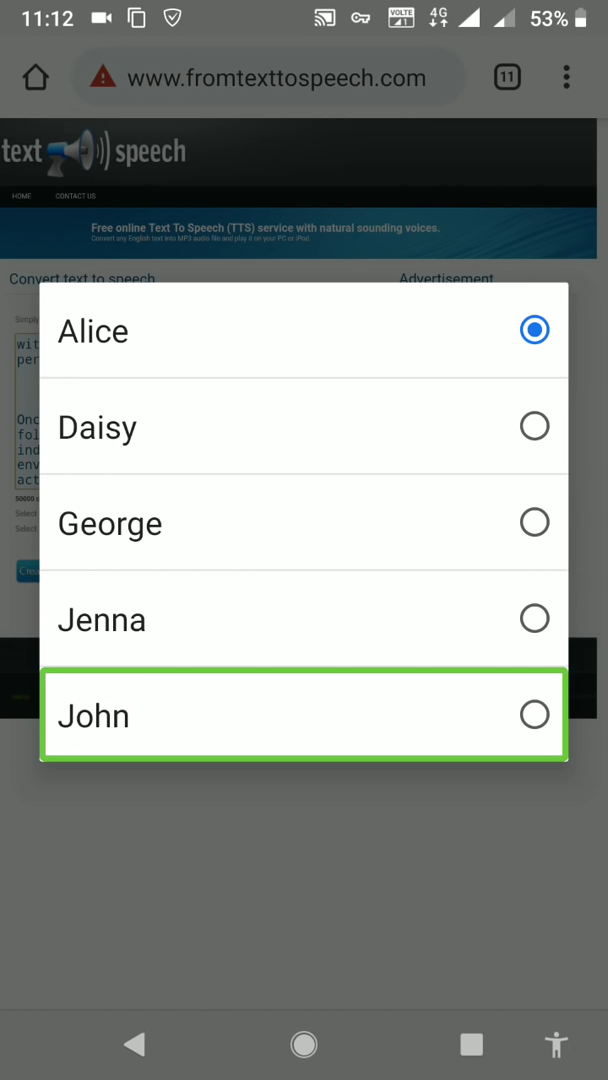 11:12
VOLTE
4G
53%
www.fromtexttospeech.com
11
text speech
HOME CONTACT US
Free online Text To Speech (TTS) service with natural sounding voices.
Convert any English text into MP3 audio file and play it on your PC or iPod.
Convert text to speech
Advertisement
Simply
wit
per
Onc
fol
ind
env
act
50000
Select
Select
Crea
Alice
Daisy
George
Jenna
John